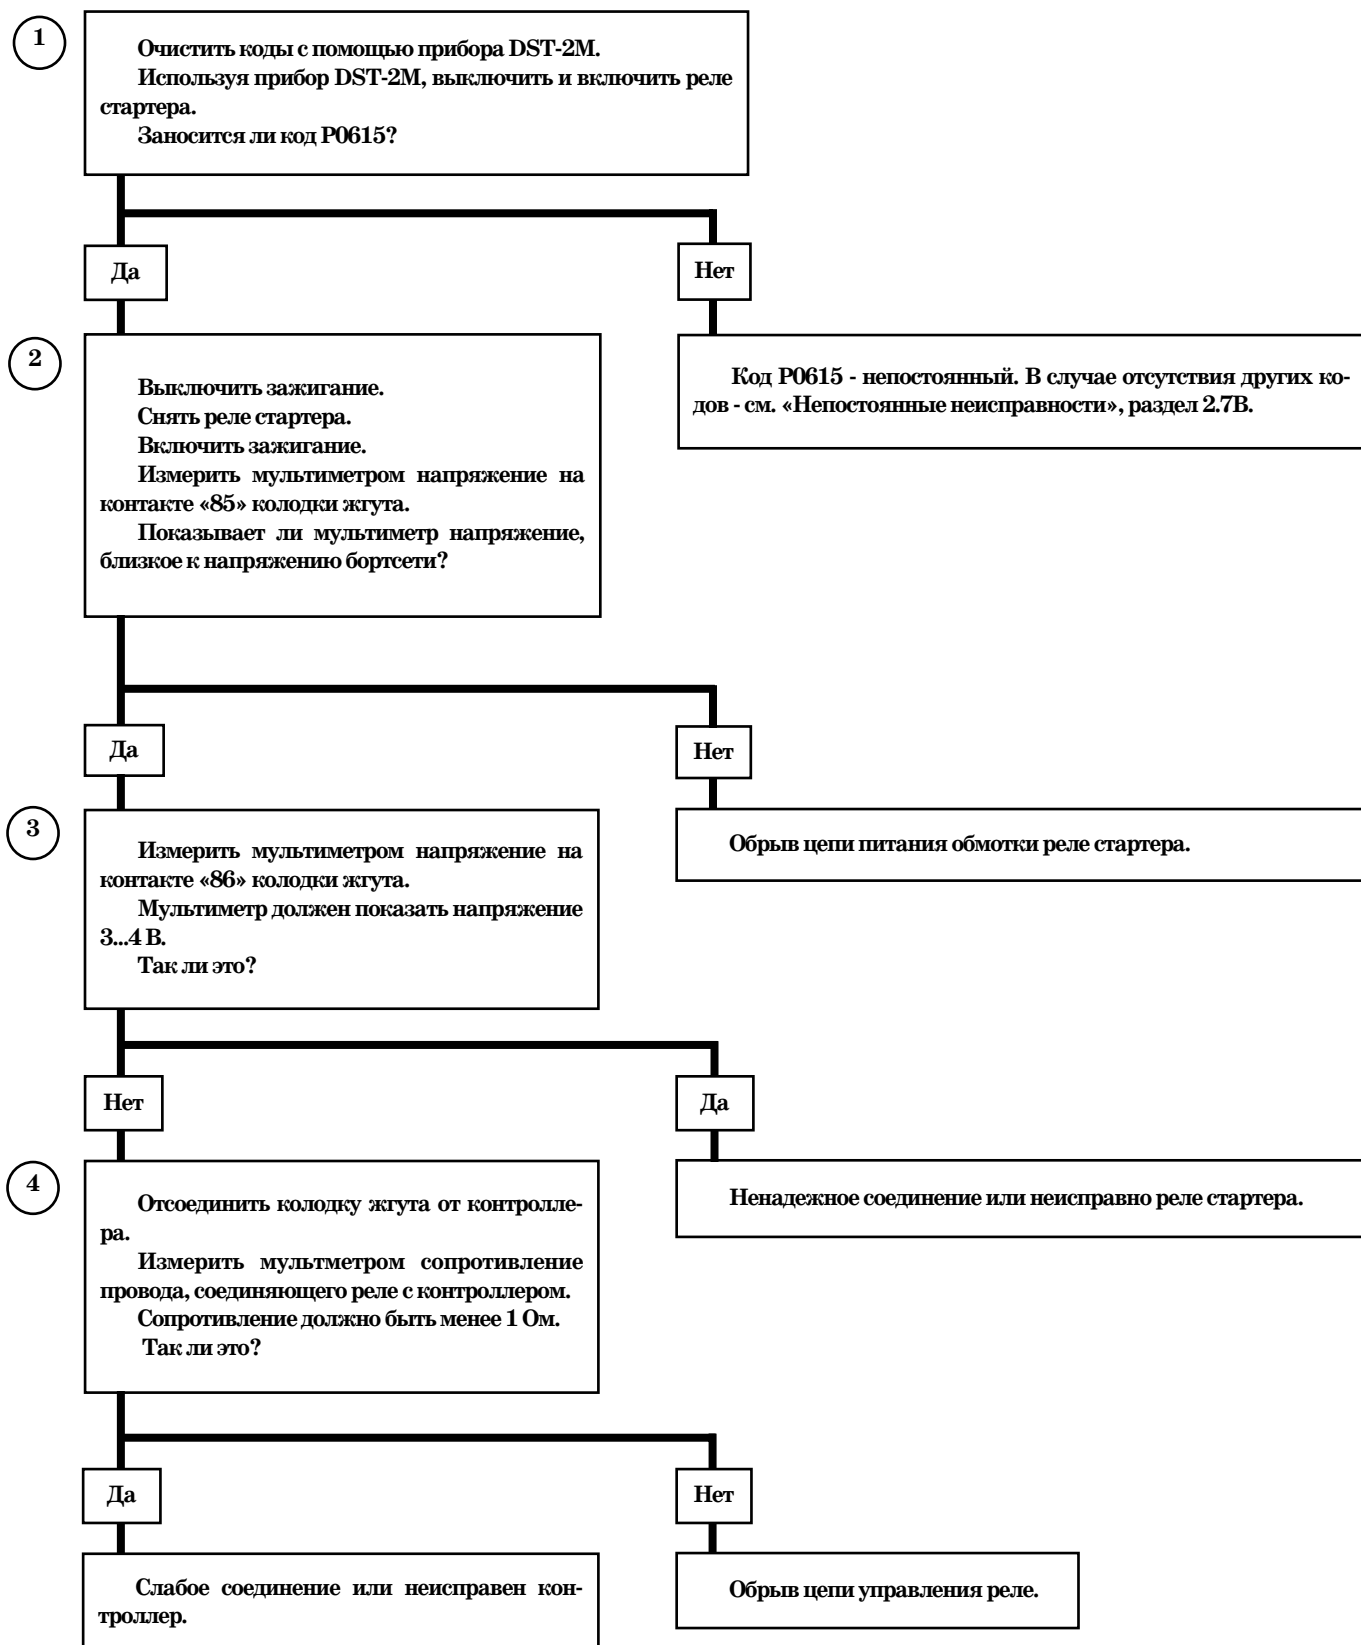 1
Очистить коды с помощью прибора DST-2M.
Используя прибор DST-2M, выключить и включить реле
стартера.
Заносится ли код P0615?
Да
Нет
2
Выключить зажигание.
Снять реле стартера.
Включить зажигание.
Измерить мультиметром напряжение на
контакте «85» колодки жгута.
Показывает ли мультиметр напряжение,
близкое к напряжению бортсети?
Код P0615 - непостоянный. В случае отсутствия других ко-
дов - см. «Непостоянные неисправности», раздел 2.7В.
Да
Нет
3
Измерить мультиметром напряжение на
контакте «86» колодки жгута.
Мультиметр должен показать напряжение
3...4 В.
Так ли это?
Обрыв цепи питания обмотки реле стартера.
Нет
Да
4
Отсоединить колодку жгута от контролле-
ра.
Измерить мультметром сопротивление
провода, соединяющего реле с контроллером.
Сопротивление должно быть менее 1 Ом.
Так ли это?
Ненадежное соединение или неисправно реле стартера.
Да
Нет
Слабое соединение или неисправен кон-
троллер.
Обрыв цепи управления реле.